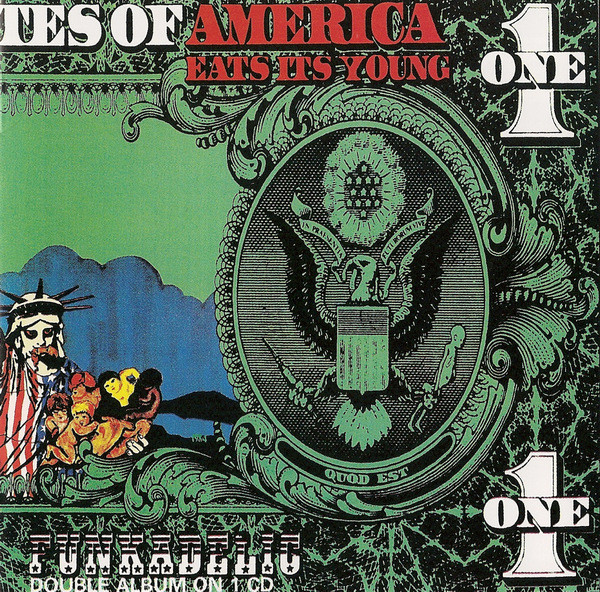 TES OF AMERICA
EATS ITS YOUNG
1
ONE
QUOD EST
1
ONE
FUNKADELIC
DOUBLE ALBUM ON 1 CD